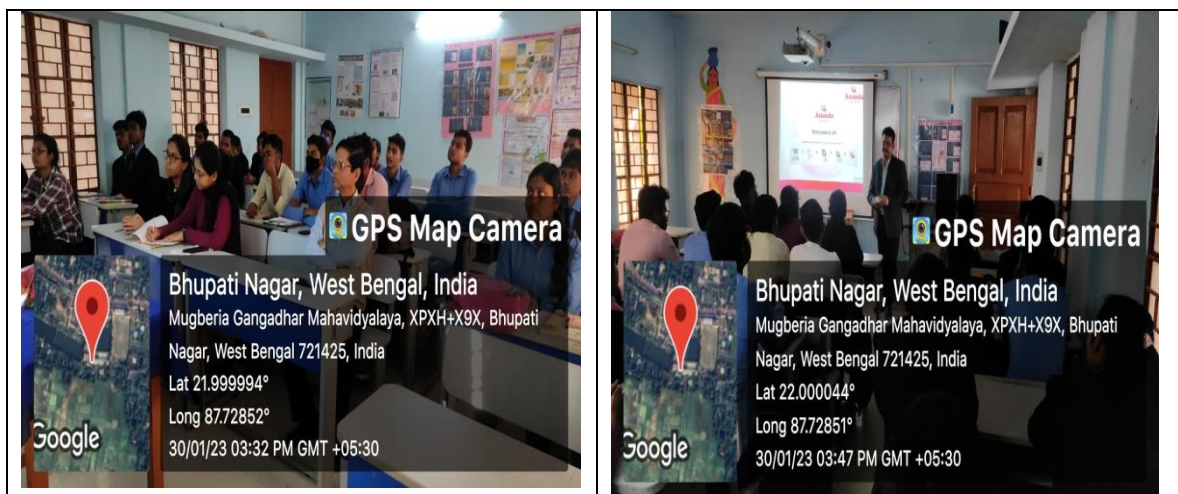 GPS Map Camera
Bhupati Nagar, West Bengal, India
Mugberia Gangadhar Mahavidyalaya, XPXH+X9X, Bhupati
Nagar, West Bengal 721425, India
Lat 21.999994°
Long 87.72852°
30/01/23 03:32 PM GMT +05:30
Google
Ananda
Ananda
GPS Map Camera
Bhupati Nagar, West Bengal, India
Mugberia Gangadhar Mahavidyalaya, XPXH+X9X, Bhupati
Nagar, West Bengal 721425, India
Lat 22.000044°
Long 87.72851°
30/01/23 03:47 PM GMT +05:30
Google